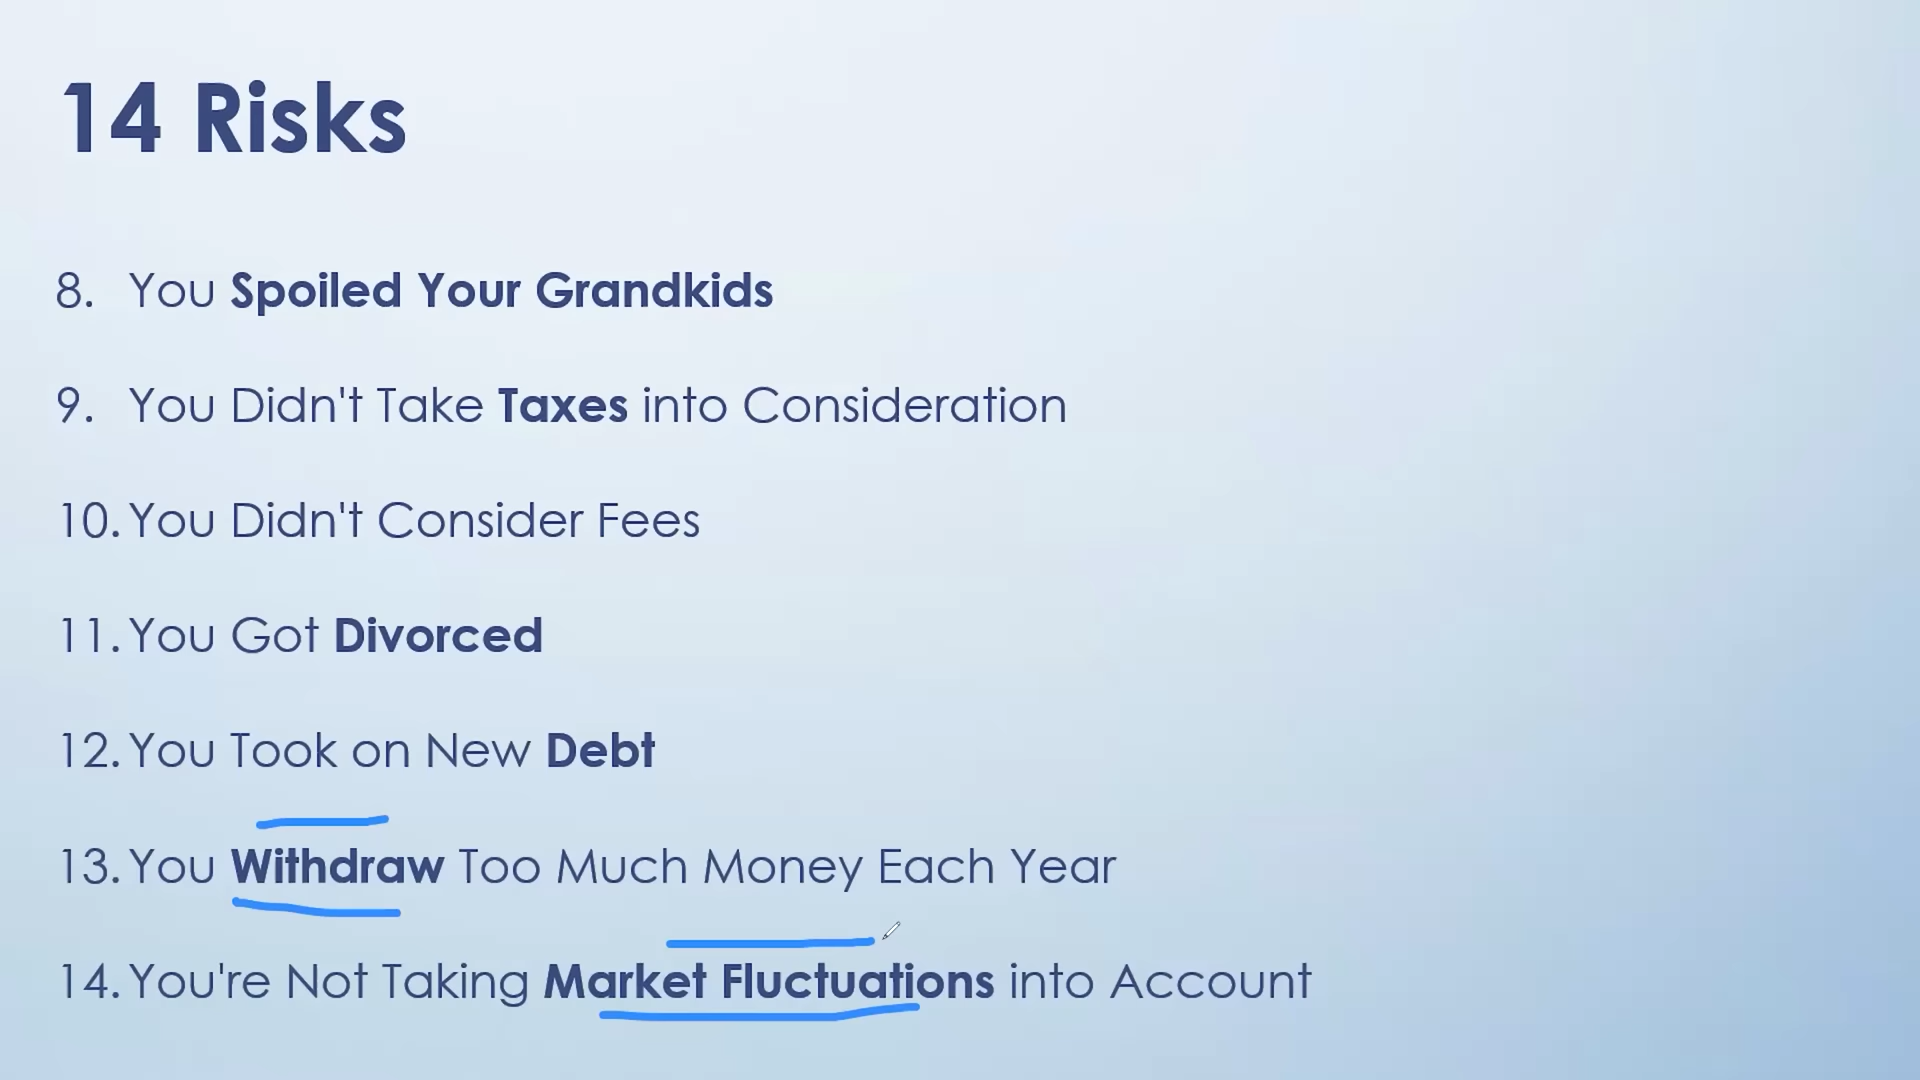 14 Risks
8. You Spoiled Your Grandkids
9. You Didn't Take Taxes into Consideration
10. You Didn't Consider Fees
11. You Got Divorced
12. You Took on New Debt
13. You Withdraw Too Much Money Each Year
14. You're Not Taking Market Fluctuations into Account